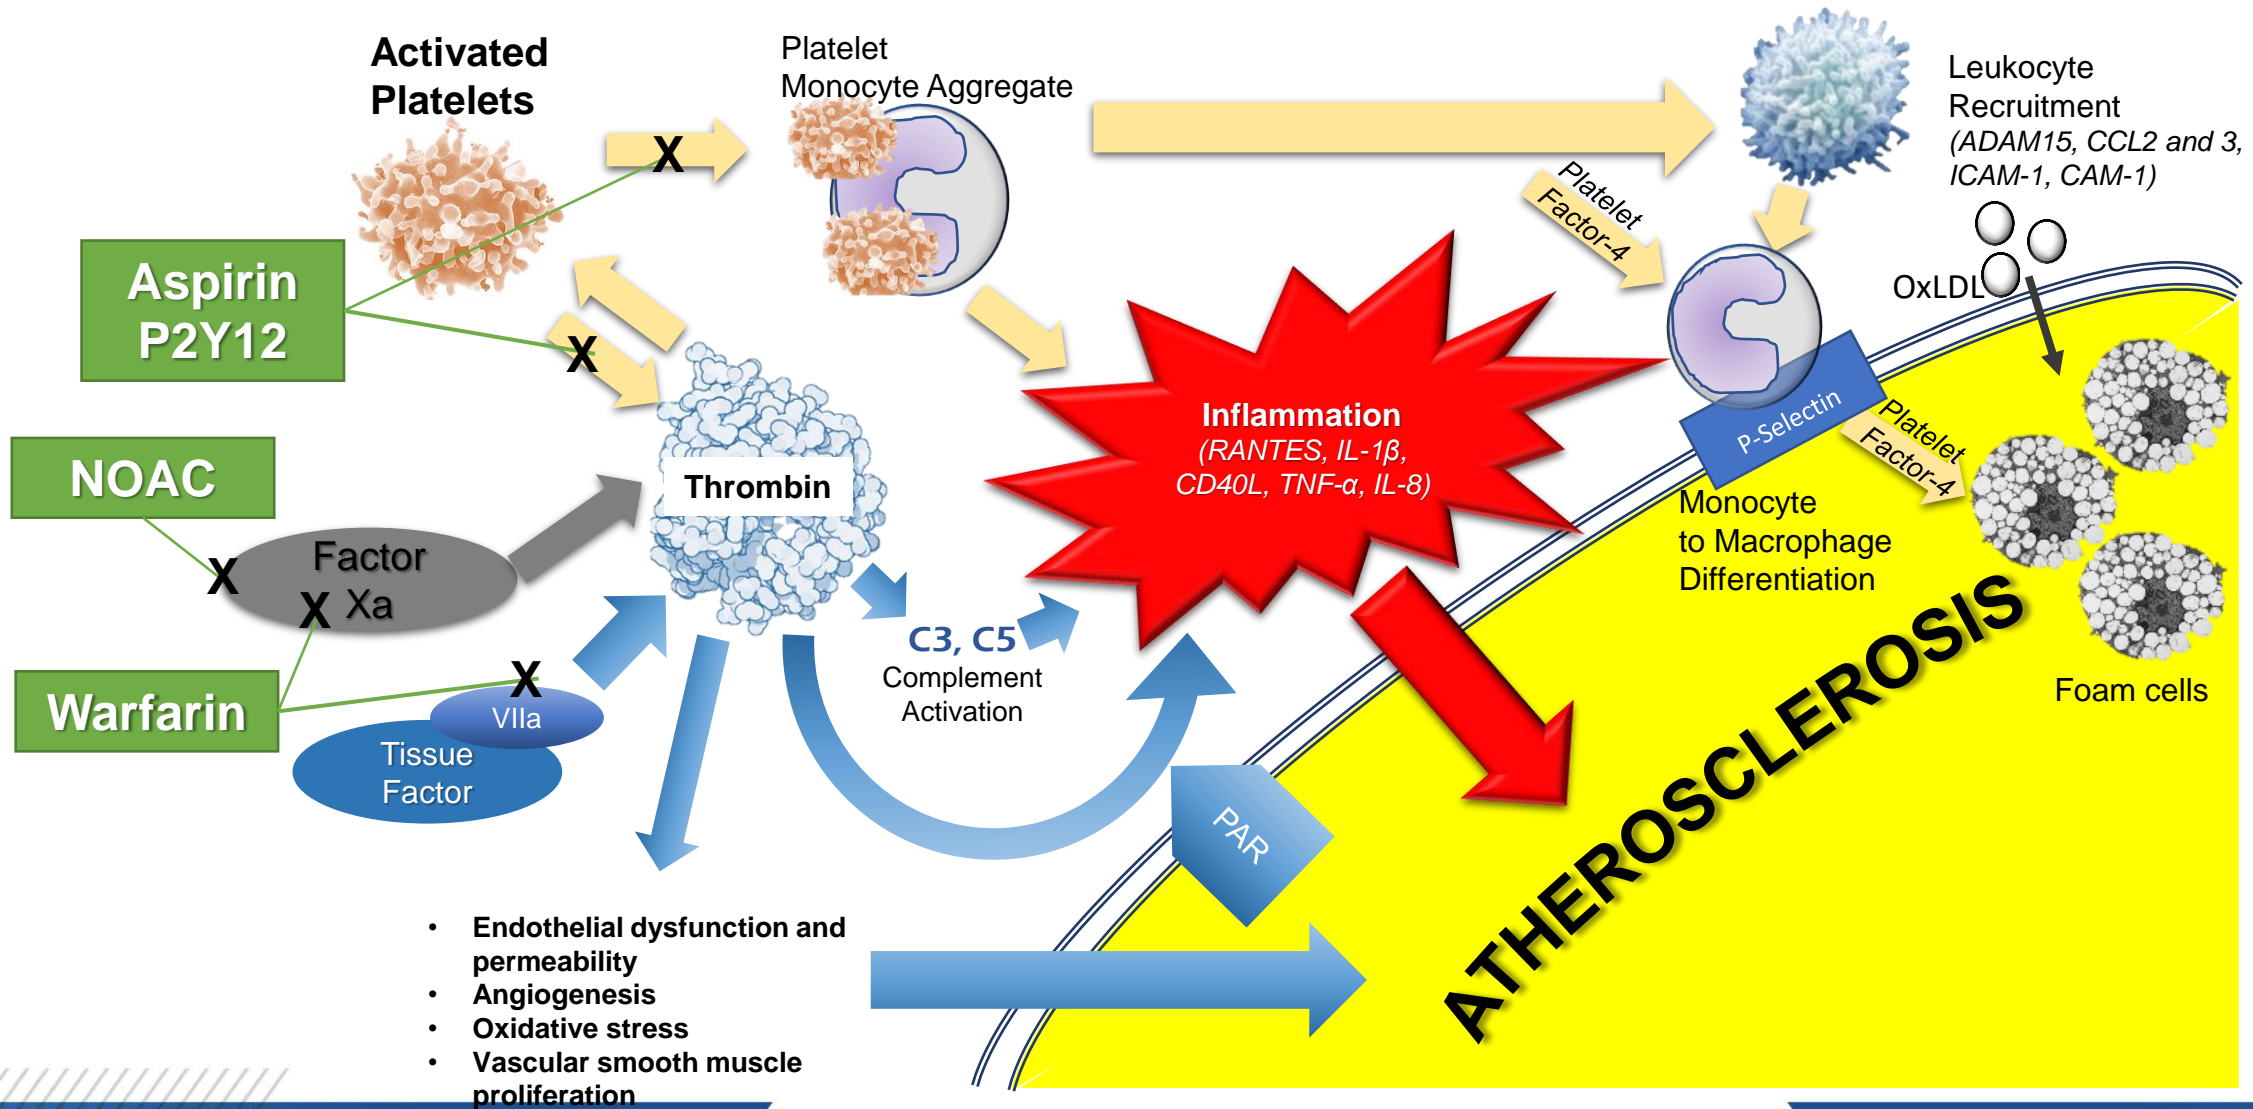 Activated
Platelets
Platelet
Monocyte Aggregate
Leukocyte
Recruitment
(ADAM15, CCL2 and 3,
ICAM-1, CAM-1)
X
Platelet
Factor-4
Aspirin
P2Y12
X
OxLDL
Inflammation
(RANTES, IL-1β,
CD40L, TNF-α, IL-8)
P-Selectin
Platelet
Factor-4
NOAC
Thrombin
Monocyte
to Macrophage
Differentiation
Factor
Xa
X
X
Warfarin
X
VIIa
Tissue
Factor
C3, C5
Complement
Activation
Foam cells
PAR
ATHEROSCLEROSIS
• Endothelial dysfunction and
permeability
• Angiogenesis
• Oxidative stress
• Vascular smooth muscle
proliferation